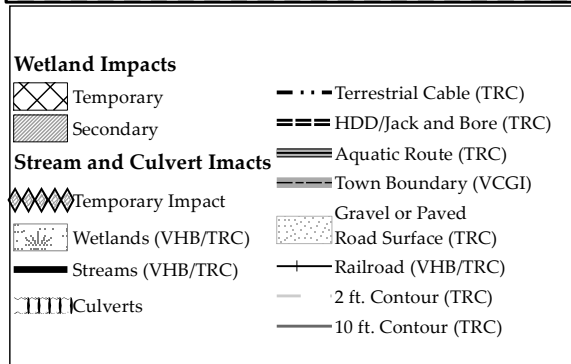 Wetland Impacts
Temporary
Secondary
Stream and Culvert Imacts
Temporary Impact
Wetlands (VHB/TRC)
Streams (VHB/TRC)
Culverts
Terrestrial Cable (TRC)
HDD/Jack and Bore (TRC)
Aquatic Route (TRC)
Town Boundary (VCGI)
Gravel or Paved
Road Surface (TRC)
Railroad (VHB/TRC)
2 ft. Contour (TRC)
10 ft. Contour (TRC)